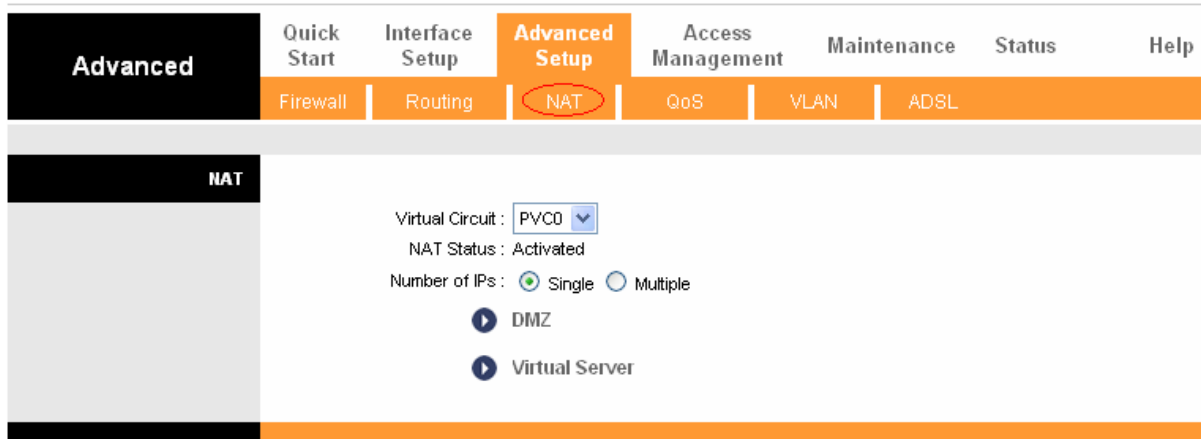 Advanced
Quick Start
Interface Setup
Advanced Setup
Access Management
Maintenance
Status
Help
Firewall
Routing
NAT
QoS
VLAN
ADSL
NAT
Virtual Circuit : PVC0
NAT Status : Activated
Number of IPs : Single Multiple
DMZ
Virtual Server